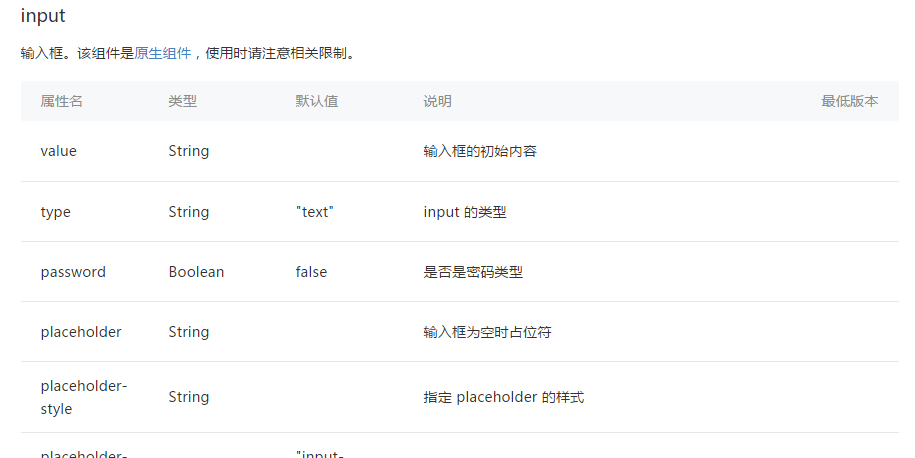 input
输入框。该组件是原生组件，使用时请注意相关限制。
属性名 类型 默认值 说明 最低版本
value String 输入框的初始内容
type String "text" input 的类型
password Boolean false 是否是密码类型
placeholder String 输入框为空时占位符
placeholder-
style String 指定 placeholder 的样式
placeholder- "input-